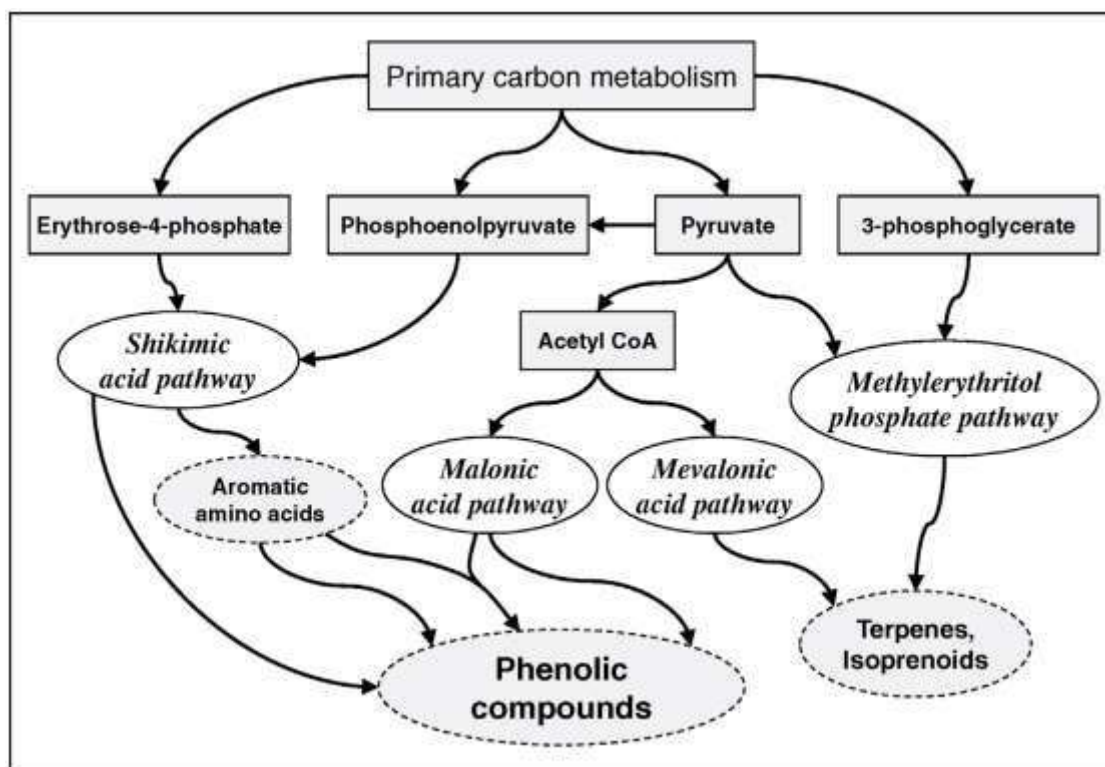 Primary carbon metabolism
Erythrose-4-phosphate
Phosphoenolpyruvate
Pyruvate
3-phosphoglycerate
Shikimic
acid pathway
Acetyl CoA
Methylerythritol
phosphate pathway
Aromatic
amino acids
Malonic
acid pathway
Mevalonic
acid pathway
Phenolic
compounds
Terpenes,
Isoprenoids